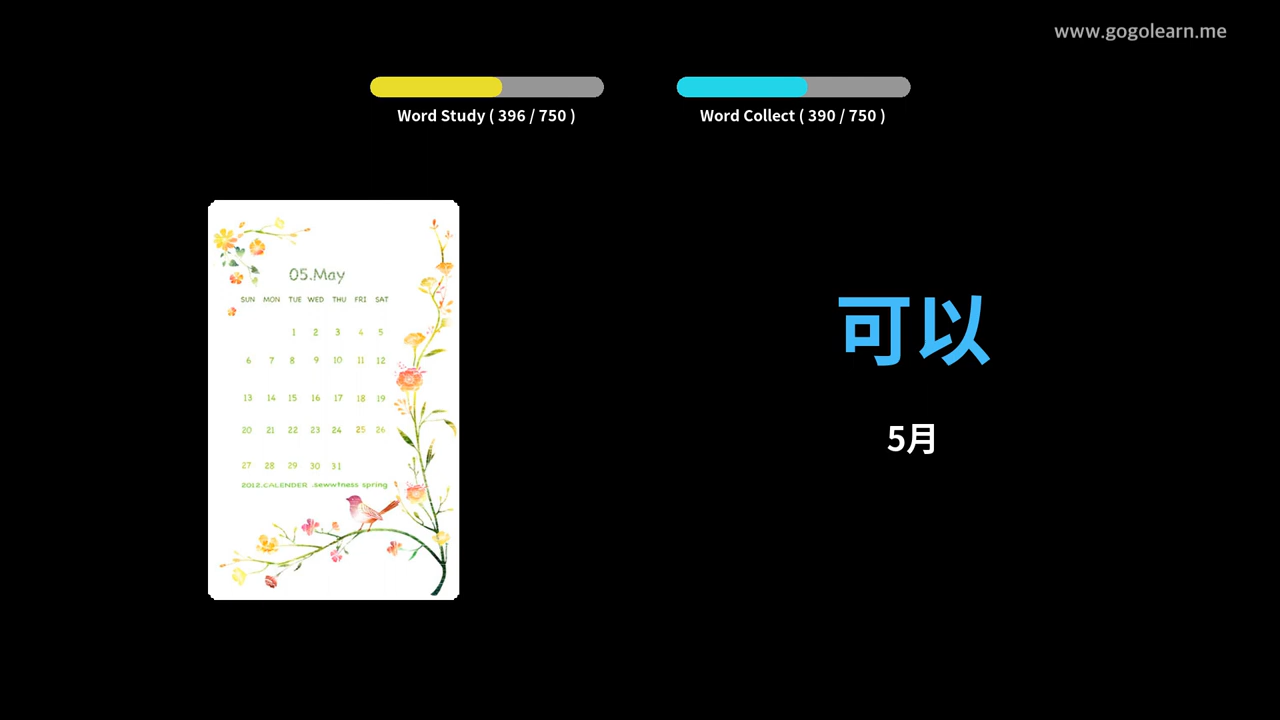 www.gogolearn.me
Word Study ( 396 / 750 )
Word Collect ( 390 / 750 )
05.May
SUN MON TUE WED THU FRI SAT
1 2 3 4 5
6 7 8 9 10 11 12
13 14 15 16 17 18 19
20 21 22 23 24 25 26
27 28 29 30 31
2012.CALENDER .sewwtness spring
可以
5月